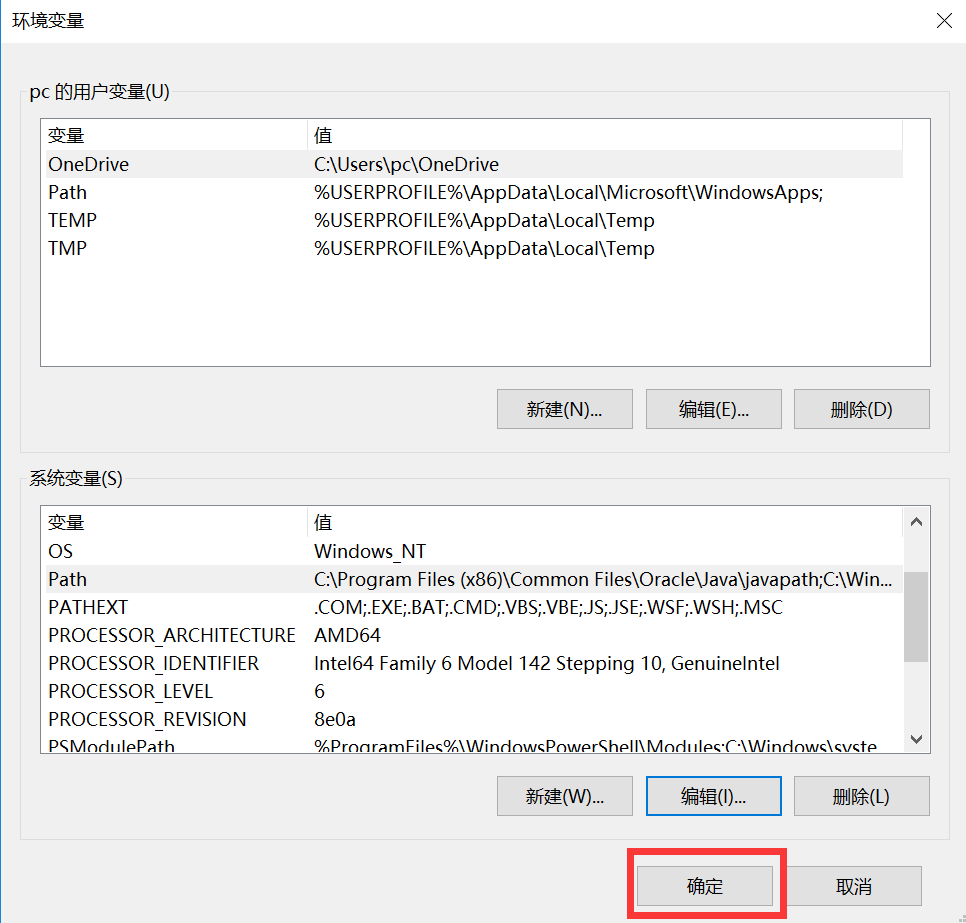 环境变量
pc 的用户变量(U)
变量 值
OneDrive C:\Users\pc\OneDrive
Path %USERPROFILE%\AppData\Local\Microsoft\WindowsApps;
TEMP %USERPROFILE%\AppData\Local\Temp
TMP %USERPROFILE%\AppData\Local\Temp
新建(N)... 编辑(E)... 删除(D)
系统变量(S)
变量 值
OS Windows_NT
Path C:\Program Files (x86)\Common Files\Oracle\Java\javapath;C:\Win...
PATHEXT .COM;.EXE;.BAT;.CMD;.VBS;.VBE;.JS;.JSE;.WSF;.WSH;.MSC
PROCESSOR_ARCHITECTURE AMD64
PROCESSOR_IDENTIFIER Intel64 Family 6 Model 142 Stepping 10, GenuineIntel
PROCESSOR_LEVEL 6
PROCESSOR_REVISION 8e0a
PSModulePath %ProgramFiles%\WindowsPowerShell\Modules;C:\Windows\syste
新建(W)... 编辑(I)... 删除(L)
确定 取消